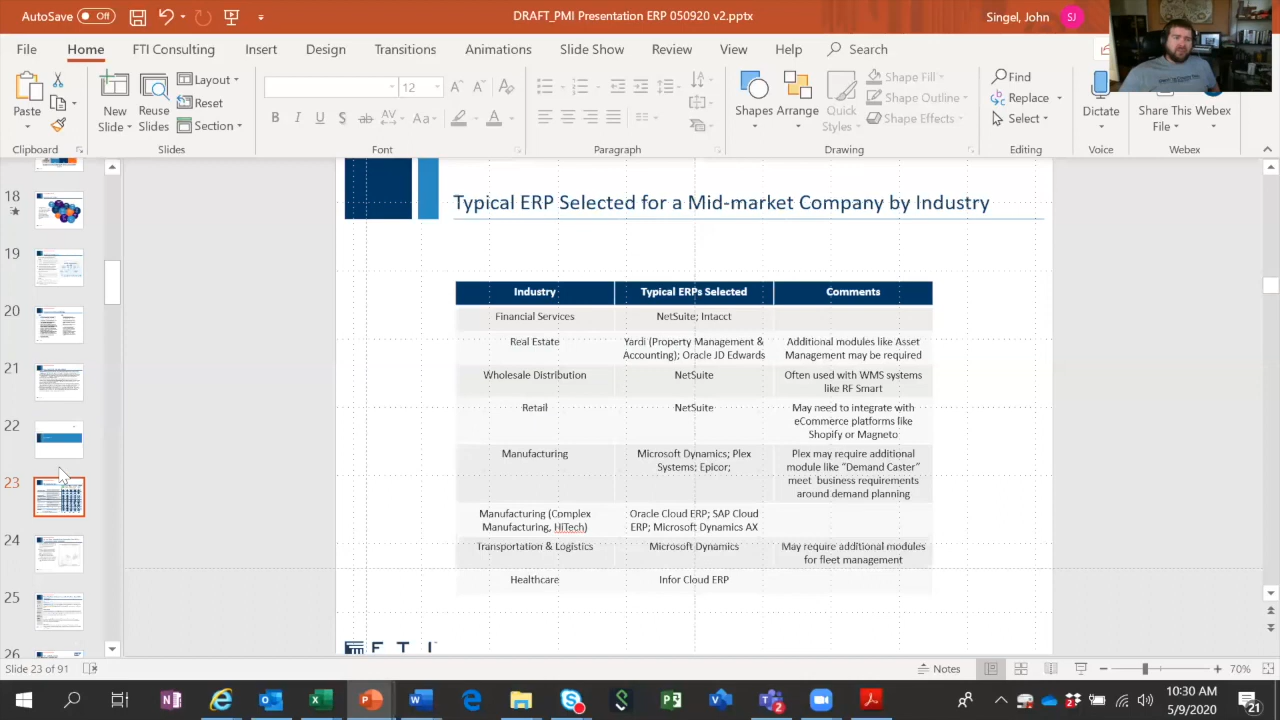 AutoSave Off DRAFT_PMI Presentation ERP 050920 v2.pptx Singel, John SJ
File Home FTI Consulting Insert Design Transitions Animations Slide Show Review View Help Search
Paste New Slide Reuse Slides Layout Reset Section 12 Shapes Arrange Quick Styles Shape Fill Shape Outline Shape Effects Find Replace Select Dictate Share This File Webex
Clipboard Slides Font Paragraph Drawing Editing Voice Webex
18
19
20
21
22
23
24
25
26
Typical ERP Selected for a Mid-market Company by Industry
Industry Typical ERPs Selected Comments
Financial Services NetSuite; Intacct
Real Estate Yardi (Property Management & Additional modules like Asset
Accounting); Oracle JD Edwards Management may be required
Wholesale Distribution NetSuite Often used with WMS systems
like RF Smart
Retail NetSuite May need to integrate with
eCommerce platforms like
Shopify or Magneto
Manufacturing Microsoft Dynamics; Plex Plex may require additional
Systems; Epicor; module like “Demand Caster”
meet business requirements
around demand planning
Manufacturing (Complex Oracle Cloud ERP; SAP Cloud
Manufacturing, HiTech) ERP; Microsoft Dynamics AX
Transportation & Logistics Microsoft Dynamics May require additional modules
for fleet management
Healthcare Infor Cloud ERP
F T I
Slide 23 of 91 Notes 70%
10:30 AM
5/9/2020
21